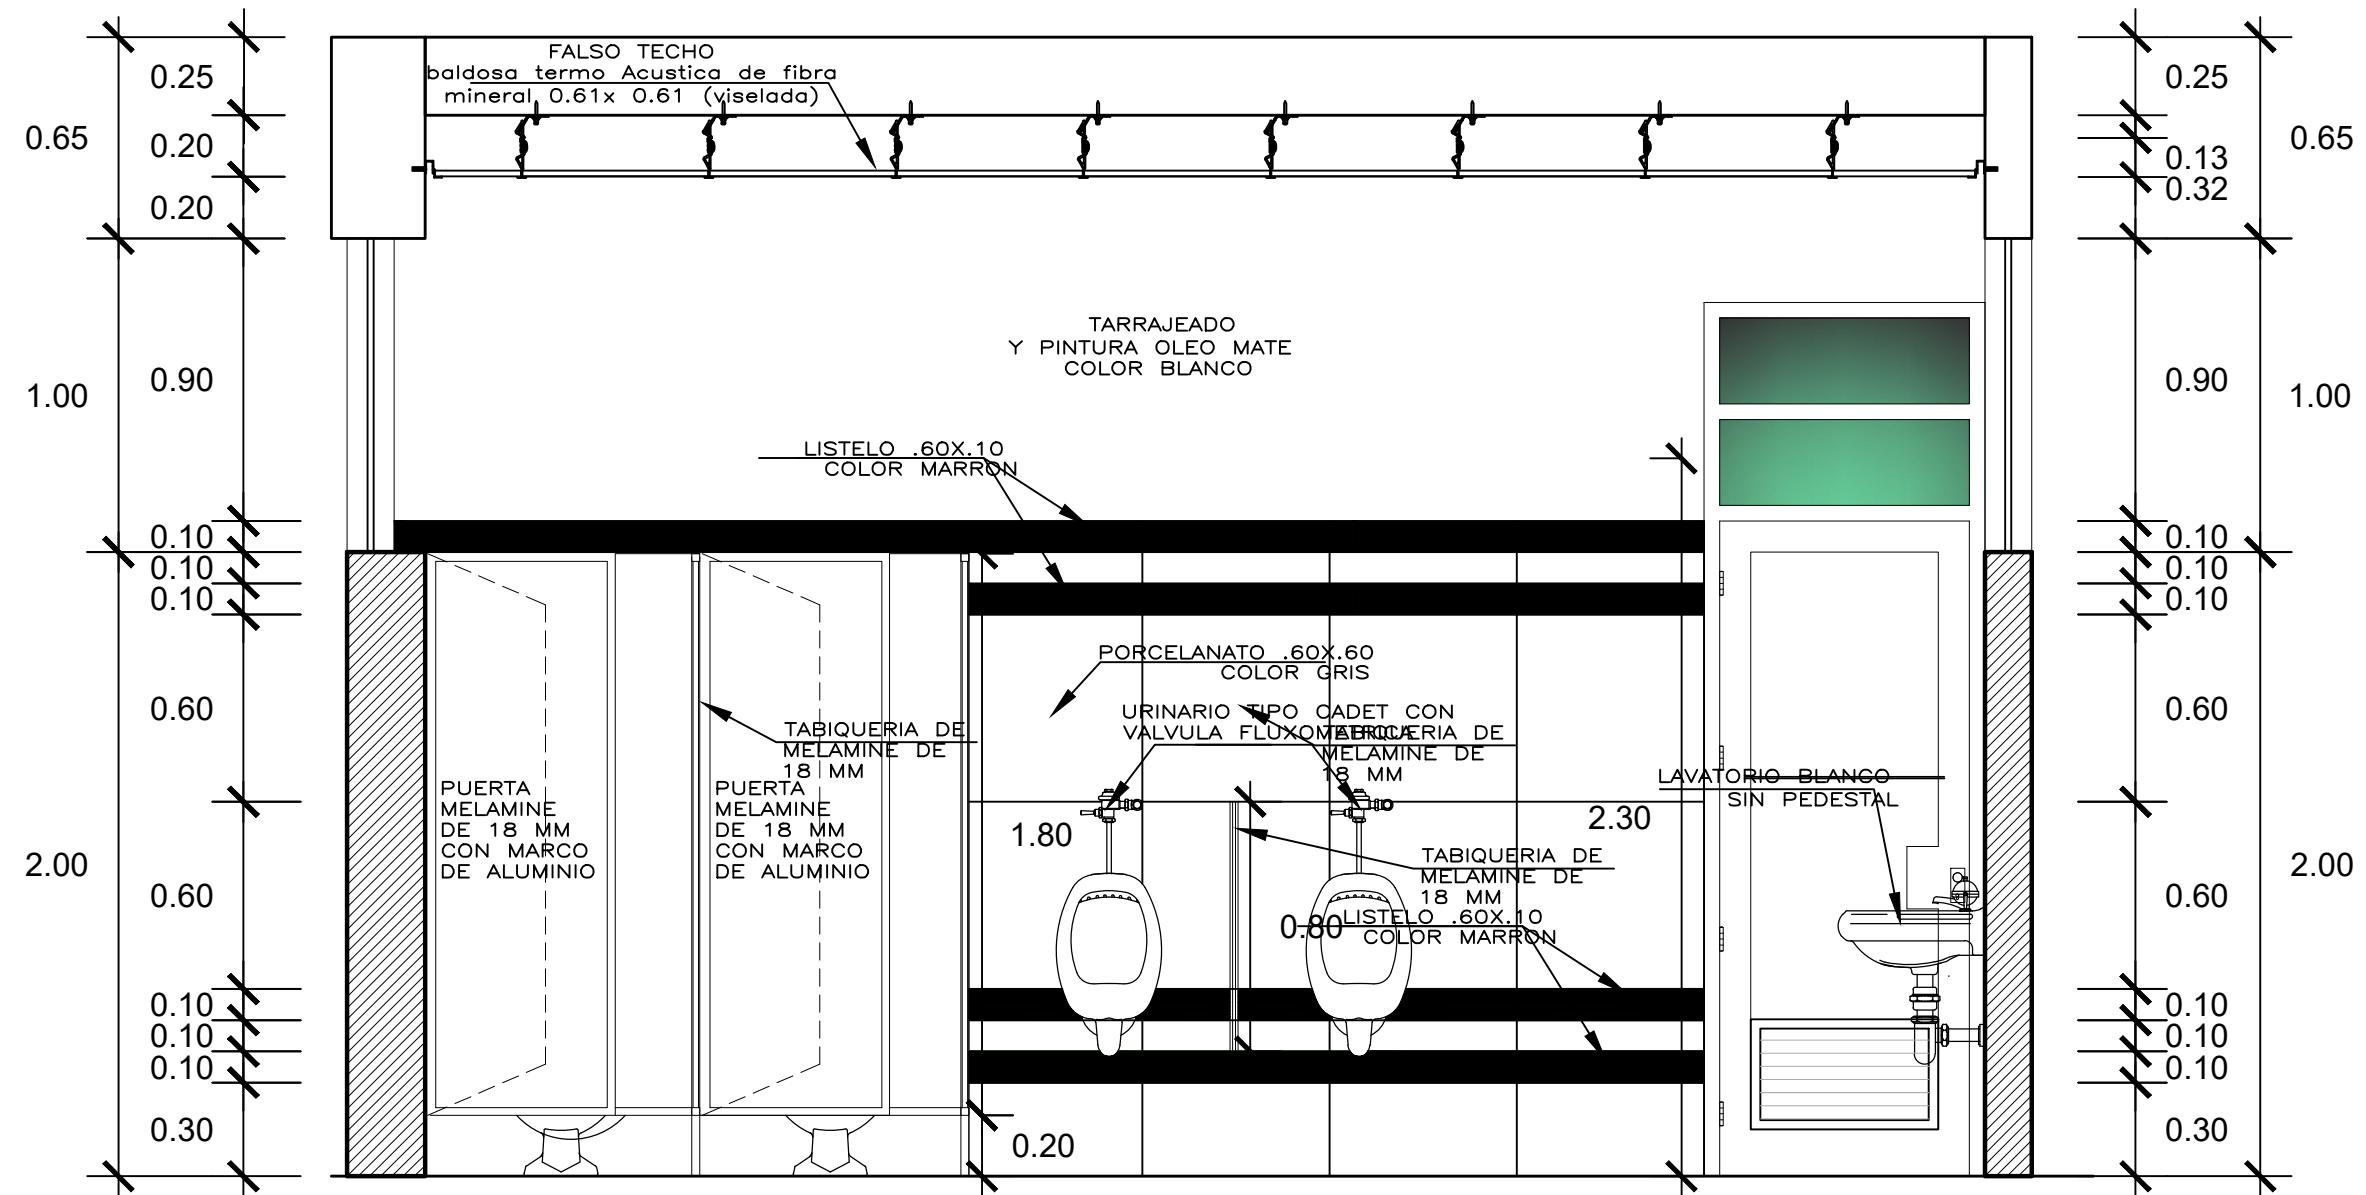 FALSO TECHO
baldosa termo Acustica de fibra
mineral 0.61x 0.61 (viselada)
0.25
0.20
0.20
0.65
0.90
1.00
0.10
0.10
0.10
0.60
0.60
2.00
0.10
0.10
0.10
0.30
TARRAJEADO
Y PINTURA OLEO MATE
COLOR BLANCO
LISTELO .60X.10
COLOR MARRON
PORCELANATO .60X.60
COLOR GRIS
URINARIO TIPO CADET CON
VALVULA FLUXOMETRICA
TABIQUERIA DE
MELAMINE DE
18 MM
TABIQUERIA DE
MELAMINE DE
18 MM
PUERTA
MELAMINE
DE 18 MM
CON MARCO
DE ALUMINIO
PUERTA
MELAMINE
DE 18 MM
CON MARCO
DE ALUMINIO
1.80
2.30
LAVATORIO BLANCO
SIN PEDESTAL
TABIQUERIA DE
MELAMINE DE
18 MM
0.80
LISTELO .60X.10
COLOR MARRON
0.20
0.25
0.13
0.32
0.65
0.90
1.00
0.10
0.10
0.10
0.60
0.60
2.00
0.10
0.10
0.10
0.30